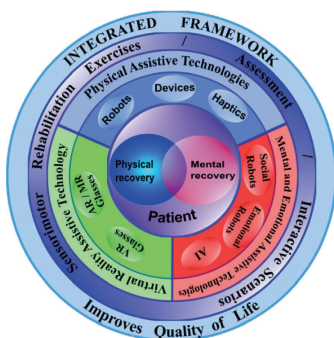 INTEGRATED FRAMEWORK
Rehabilitation Exercises / Assessment /
Physical Assistive Technologies
Robots
Devices
Haptics
Physical
recovery
Mental
recovery
Patient
AR / MR
Glasses
VR
Glasses
Virtual Reality Assistive Technology
Social
Robots
Emotional
Robots
AI
Mental and Emotional Assistive Technologies
Sensorimotor
Interactive Scenarios
Improves Quality of Life